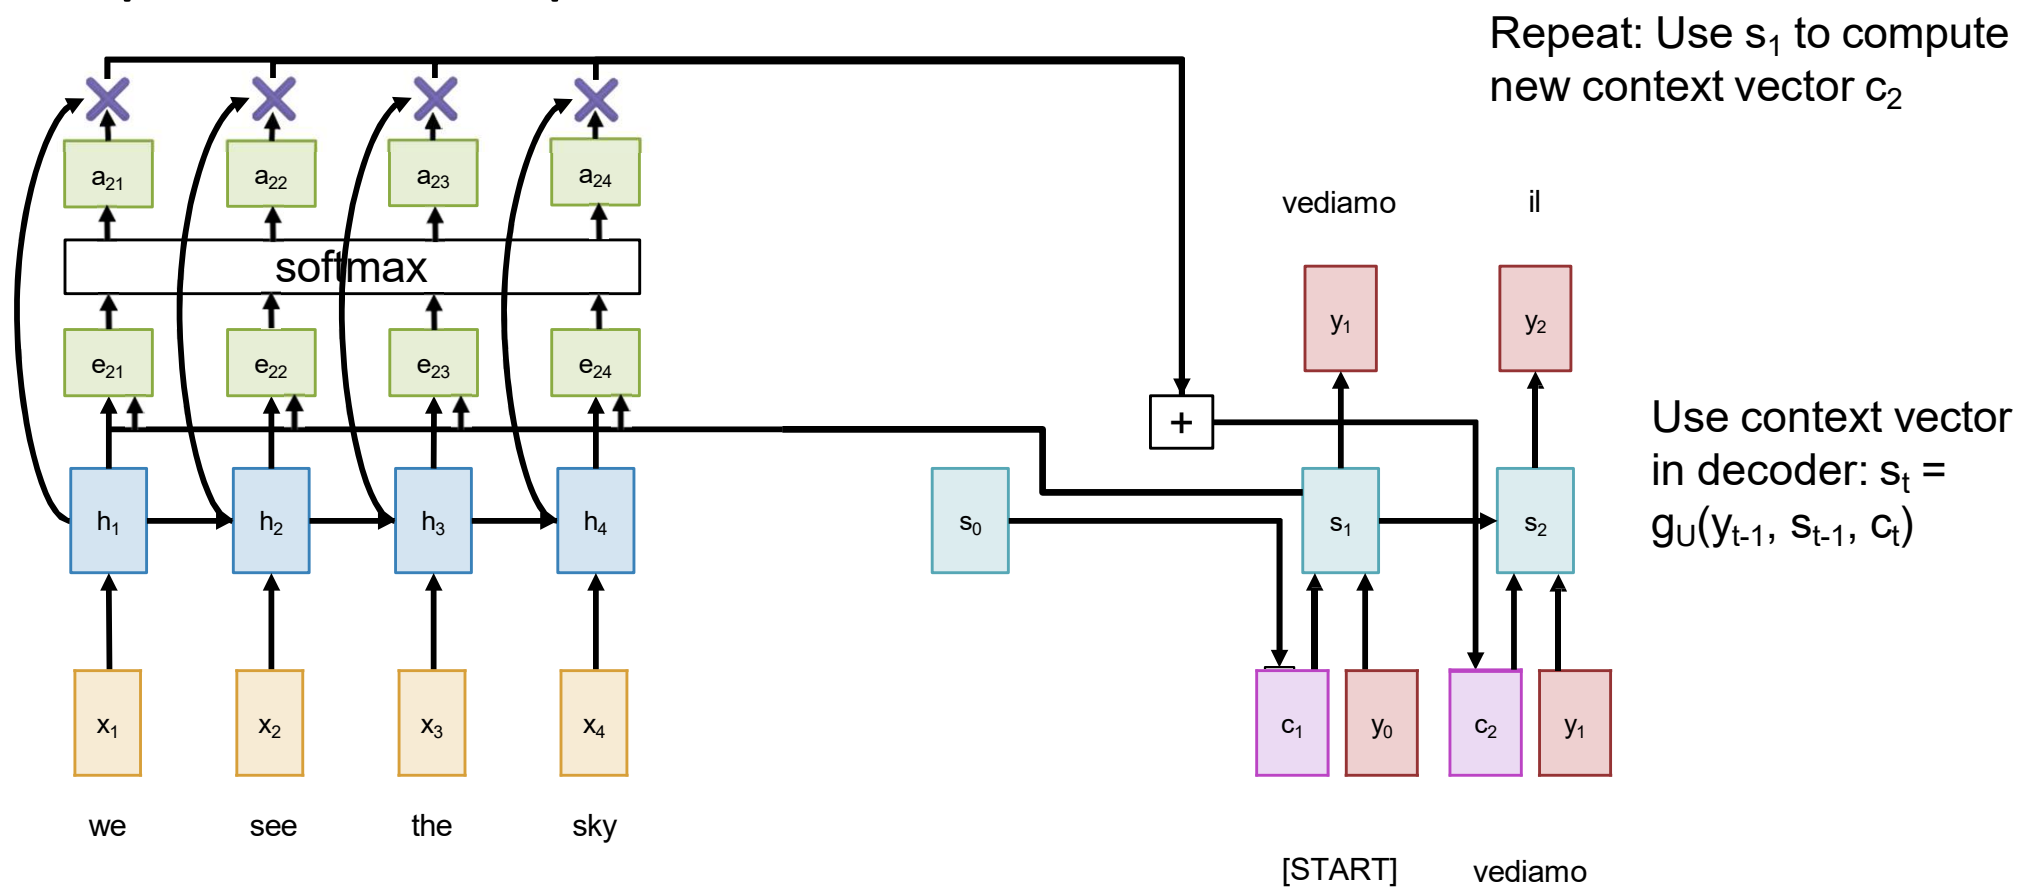 Repeat: Use s1 to compute
new context vector c2
a21 a22 a23 a24
vediamo il
softmax
y1 y2
e21 e22 e23 e24
+
Use context vector
in decoder: st =
gU(yt-1, st-1, ct)
h1 h2 h3 h4 s0 s1 s2
x1 x2 x3 x4 c1 y0 c2 y1
we see the sky
[START] vediamo